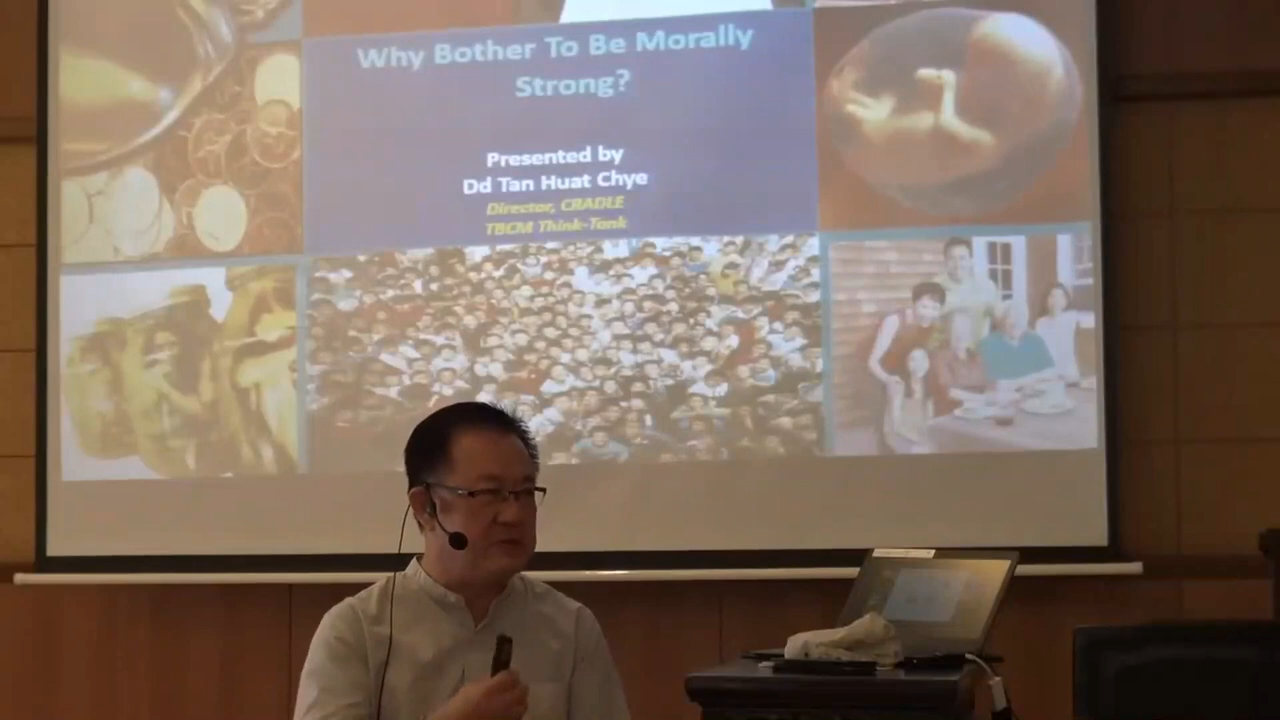 Why Bother To Be Morally
Strong?
Presented by
Dd Tan Huat Chye
Director, CRADLE
TBCM Think-Tank